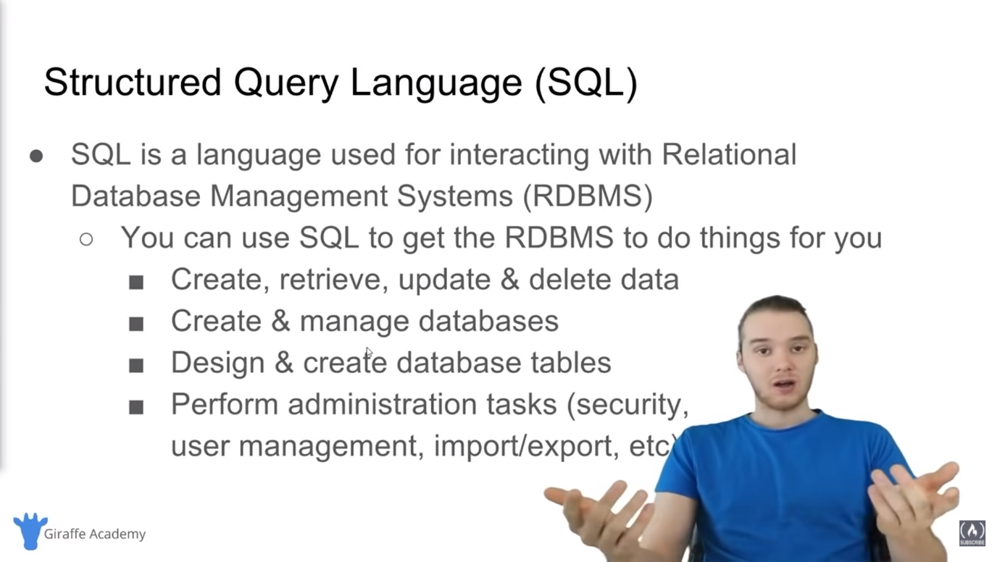 Structured Query Language (SQL)
● SQL is a language used for interacting with Relational
Database Management Systems (RDBMS)
○ You can use SQL to get the RDBMS to do things for you
■ Create, retrieve, update & delete data
■ Create & manage databases
■ Design & create database tables
■ Perform administration tasks (security,
user management, import/export, etc)
Giraffe Academy
SUBSCRIBE